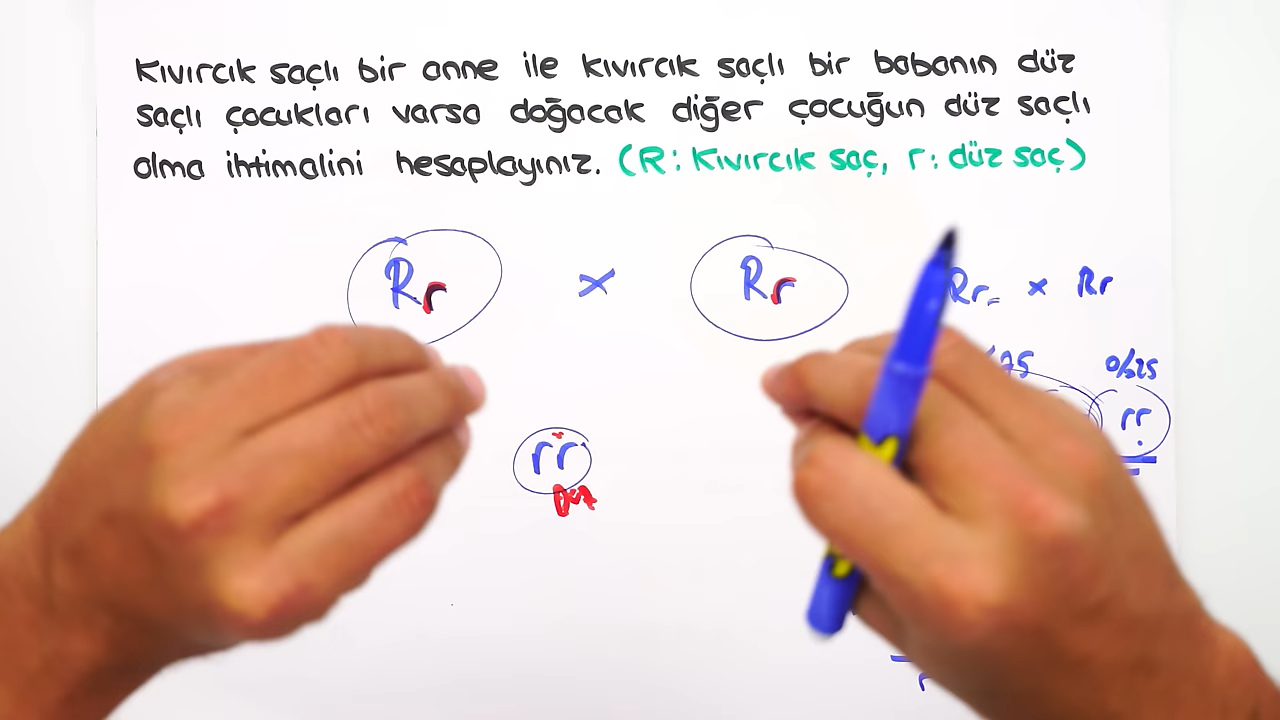 Kıvırcık saçlı bir anne ile kıvırcık saçlı bir babanın düz
saçlı çocukları varsa doğacak diğer çocuğun düz saçlı
olma ihtimalini hesaplayınız. (R: Kıvırcık saç, r: düz saç)
Rr x Rr
Rr x Rr
%25
rr
rr
Düz
r